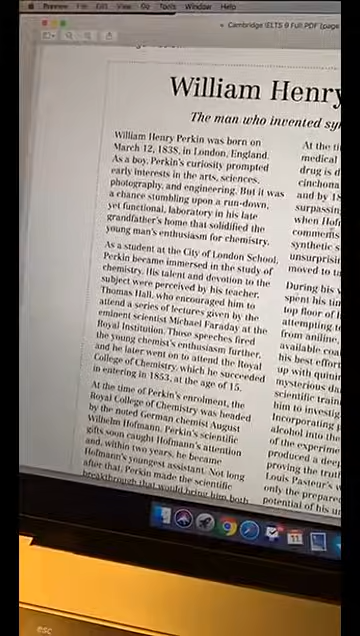 Preview File Edit View Go Tools Window Help
Cambridge IELTS 9 Full.PDF (page
William Henry
The man who invented sy
William Henry Perkin was born on
March 12, 1838, in London, England.
As a boy, Perkin's curiosity prompted
early interests in the arts, sciences,
photography, and engineering. But it was
a chance stumbling upon a run-down,
yet functional, laboratory in his late
grandfather's home that solidified the
young man's enthusiasm for chemistry.
As a student at the City of London School,
Perkin became immersed in the study of
chemistry. His talent and devotion to the
subject were perceived by his teacher,
Thomas Hall, who encouraged him to
attend a series of lectures given by the
eminent scientist Michael Faraday at the
Royal Institution. Those speeches fired
the young chemist's enthusiasm further,
and he later went on to attend the Royal
College of Chemistry, which he succeeded
in entering in 1853, at the age of 15.
At the time of Perkin's enrolment, the
Royal College of Chemistry was headed
by the noted German chemist August
Wilhelm Hofmann. Perkin's scientific
gifts soon caught Hofmann's attention
and, within two years, he became
Hofmann's youngest assistant. Not long
after that, Perkin made the scientific
breakthrough that would bring him both
At the ti
medical
drug is d
cinchona
and by 18
surpassin
when Hof
comments
synthetic s
unsurprisin
moved to t
During his v
spent his tim
top floor of h
attempting to
from aniline,
available coa
his best effort
up with quini
mysterious da
scientific train
him to investig
Incorporating p
alcohol into the
of the experime
produced a deep
proving the trut
Louis Pasteur's w
only the prepare
potential of his un
11
esc